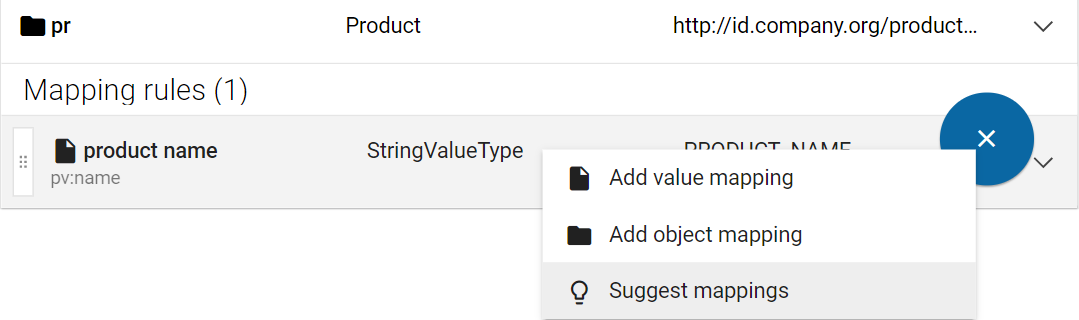 pr Product http://id.company.org/product...
Mapping rules (1)
product name StringValueType PRODUCT_NAME
pv:name
Add value mapping
Add object mapping
Suggest mappings